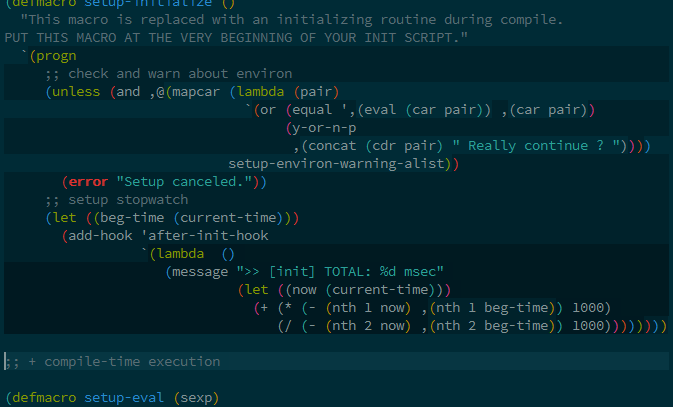 (defmacro setup-initialize ()
"This macro is replaced with an initializing routine during compile.
PUT THIS MACRO AT THE VERY BEGINNING OF YOUR INIT SCRIPT."
`(progn
;; check and warn about environ
(unless (and ,@(mapcar (lambda (pair)
`(or (equal ',(eval (car pair)) ,(car pair))
(y-or-n-p
,(concat (cdr pair) " Really continue ? "))))
setup-environ-warning-alist))
(error "Setup canceled."))
;; setup stopwatch
(let ((beg-time (current-time)))
(add-hook 'after-init-hook
`(lambda ()
(message ">> [init] TOTAL: %d msec"
(let ((now (current-time)))
(+ (* (- (nth 1 now) ,(nth 1 beg-time)) 1000)
(/ (- (nth 2 now) ,(nth 2 beg-time)) 1000))))))))
;; + compile-time execution
(defmacro setup-eval (sexp)